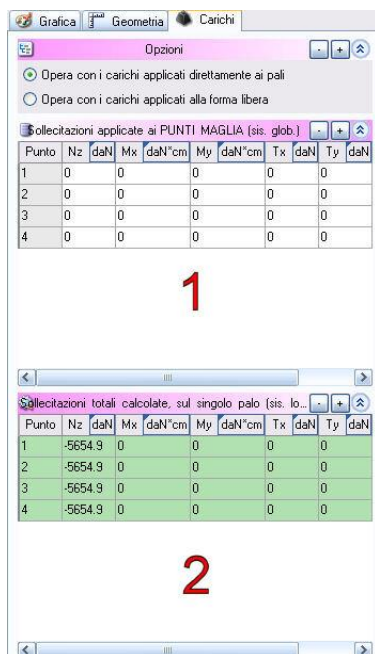 Grafica Geometria Carichi
Opzioni - +
Opera con i carichi applicati direttamente ai pali
Opera con i carichi applicati alla forma libera
Sollecitazioni applicate ai PUNTI MAGLIA (sis. glob.) - +
Punto Nz daN Mx daN*cm My daN*cm Tx daN Ty daN
1 0 0 0 0 0
2 0 0 0 0 0
3 0 0 0 0 0
4 0 0 0 0 0
1
Sollecitazioni totali calcolate, sul singolo palo (sis. lo... - +
Punto Nz daN Mx daN*cm My daN*cm Tx daN Ty daN
1 -5654.9 0 0 0 0
2 -5654.9 0 0 0 0
3 -5654.9 0 0 0 0
4 -5654.9 0 0 0 0
2